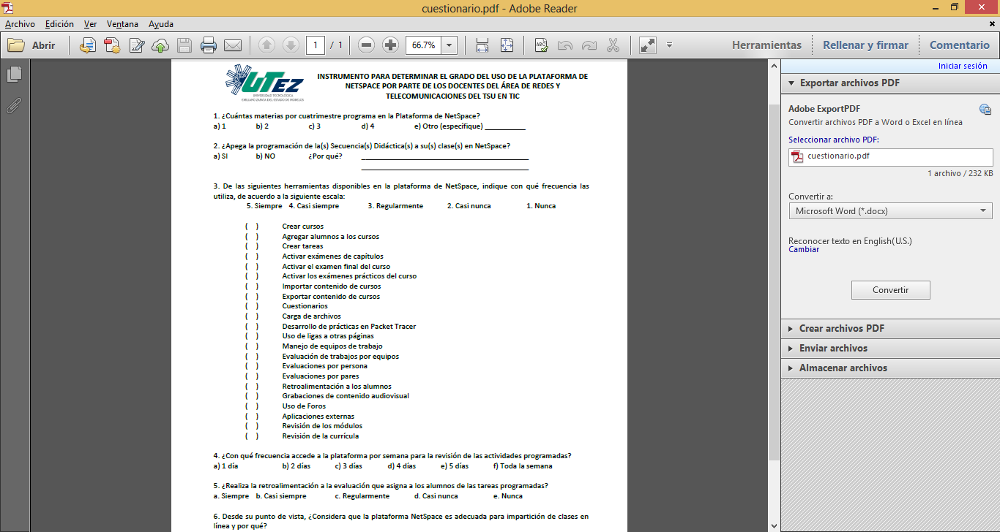 cuestionario.pdf - Adobe Reader
Archivo Edición Ver Ventana Ayuda
Abrir 1 / 1 66.7% Herramientas Rellenar y firmar Comentario
Iniciar sesión
Exportar archivos PDF
Adobe ExportPDF
Convertir archivos PDF a Word o Excel en línea
Seleccionar archivo PDF:
cuestionario.pdf
1 archivo / 232 KB
Convertir a:
Microsoft Word (*.docx)
Reconocer texto en English(U.S.)
Cambiar
Convertir
Crear archivos PDF
Enviar archivos
Almacenar archivos
UTEZ
UNIVERSIDAD TECNOLÓGICA
EMILIANO ZAPATA DEL ESTADO DE MORELOS
INSTRUMENTO PARA DETERMINAR EL GRADO DEL USO DE LA PLATAFORMA DE
NETSPACE POR PARTE DE LOS DOCENTES DEL ÁREA DE REDES Y
TELECOMUNICACIONES DEL TSU EN TIC
1. ¿Cuántas materias por cuatrimestre programa en la Plataforma de NetSpace?
a) 1 b) 2 c) 3 d) 4 e) Otro (especifique) __________
2. ¿Apega la programación de la(s) Secuencia(s) Didáctica(s) a su(s) clase(s) en NetSpace?
a) SI b) NO ¿Por qué? ________________________________________
________________________________________
3. De las siguientes herramientas disponibles en la plataforma de NetSpace, indique con qué frecuencia las
utiliza, de acuerdo a la siguiente escala:
5. Siempre 4. Casi siempre 3. Regularmente 2. Casi nunca 1. Nunca
( ) Crear cursos
( ) Agregar alumnos a los cursos
( ) Crear tareas
( ) Activar exámenes de capítulos
( ) Activar el examen final del curso
( ) Activar los exámenes prácticos del curso
( ) Importar contenido de cursos
( ) Exportar contenido de cursos
( ) Cuestionarios
( ) Carga de archivos
( ) Desarrollo de prácticas en Packet Tracer
( ) Uso de ligas a otras páginas
( ) Manejo de equipos de trabajo
( ) Evaluación de trabajos por equipos
( ) Evaluaciones por persona
( ) Evaluaciones por pares
( ) Retroalimentación a los alumnos
( ) Grabaciones de contenido audiovisual
( ) Uso de Foros
( ) Aplicaciones externas
( ) Revisión de los módulos
( ) Revisión de la currícula
4. ¿Con qué frecuencia accede a la plataforma por semana para la revisión de las actividades programadas?
a) 1 día b) 2 días c) 3 días d) 4 días e) 5 días f) Toda la semana
5. ¿Realiza la retroalimentación a la evaluación que asigna a los alumnos de las tareas programadas?
a. Siempre b. Casi siempre c. Regularmente d. Casi nunca e. Nunca
6. Desde su punto de vista, ¿Considera que la plataforma NetSpace es adecuada para impartición de clases en
línea y por qué?